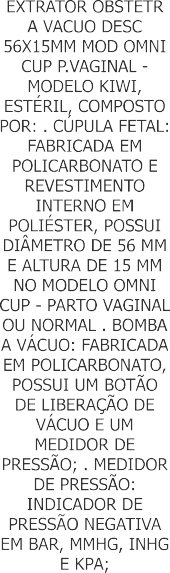 EXTRATOR OBSTETR
A VACUO DESC
56X15MM MOD OMNI
CUP P.VAGINAL -
MODELO KIWI,
ESTÉRIL, COMPOSTO
POR: . CÚPULA FETAL:
FABRICADA EM
POLICARBONATO E
REVESTIMENTO
INTERNO EM
POLIÉSTER, POSSUI
DIÂMETRO DE 56 MM
E ALTURA DE 15 MM
NO MODELO OMNI
CUP - PARTO VAGINAL
OU NORMAL . BOMBA
A VÁCUO: FABRICADA
EM POLICARBONATO,
POSSUI UM BOTÃO
DE LIBERAÇÃO DE
VÁCUO E UM
MEDIDOR DE
PRESSÃO; . MEDIDOR
DE PRESSÃO:
INDICADOR DE
PRESSÃO NEGATIVA
EM BAR, MMHG, INHG
E KPA;